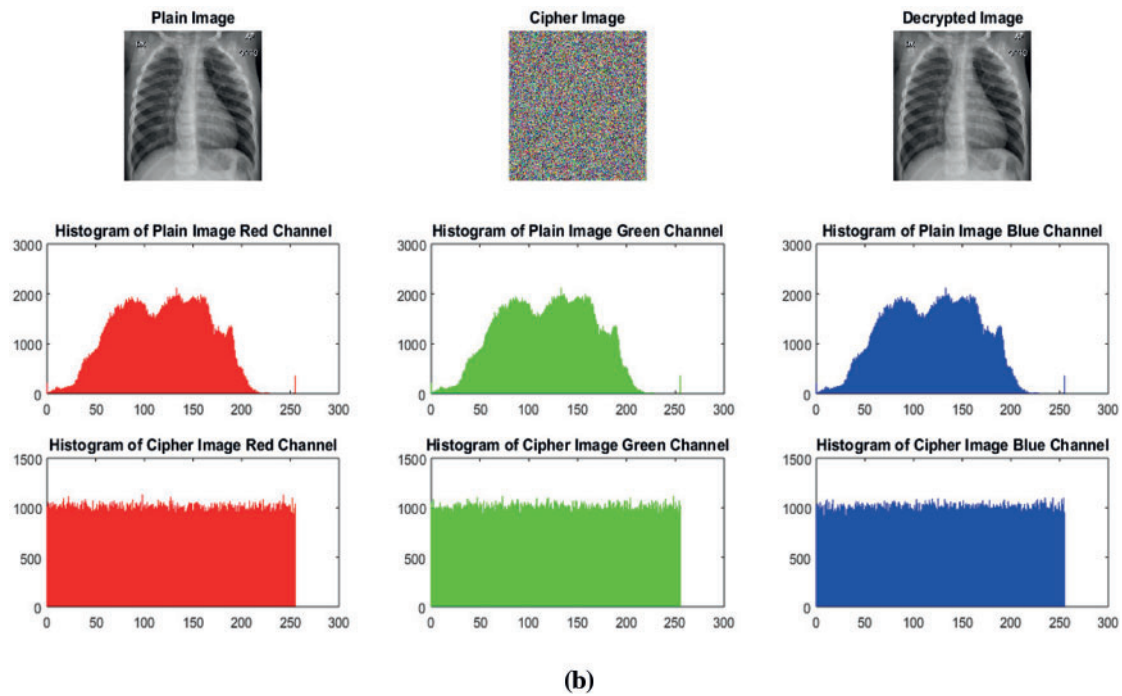 Plain Image Cipher Image Decrypted Image
Histogram of Plain Image Red Channel Histogram of Plain Image Green Channel Histogram of Plain Image Blue Channel
3000 3000 3000
2000 2000 2000
1000 1000 1000
0 0 0
0 50 100 150 200 250 300 0 50 100 150 200 250 300 0 50 100 150 200 250 300
Histogram of Cipher Image Red Channel Histogram of Cipher Image Green Channel Histogram of Cipher Image Blue Channel
1500 1500 1500
1000 1000 1000
500 500 500
0 0 0
0 50 100 150 200 250 300 0 50 100 150 200 250 300 0 50 100 150 200 250 300
(b)